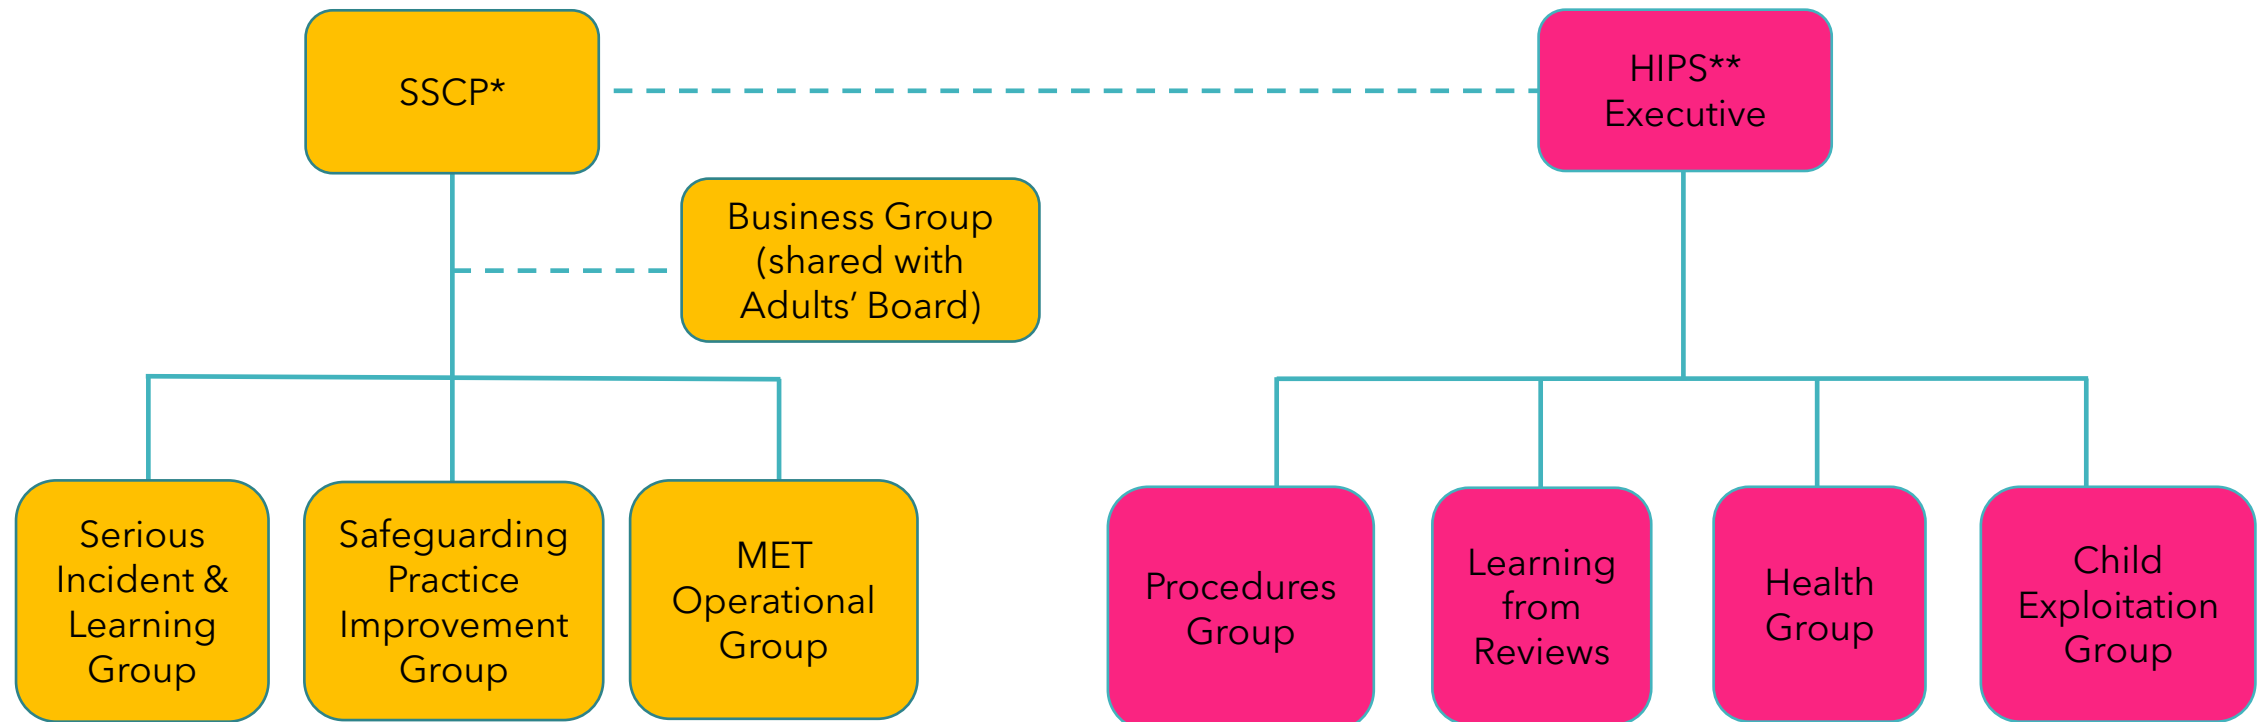 SSCP*
HIPS**
Executive
Business Group
(shared with
Adults’ Board)
Serious
Incident &
Learning
Group
Safeguarding
Practice
Improvement
Group
MET
Operational
Group
Procedures
Group
Learning
from
Reviews
Health
Group
Child
Exploitation
Group